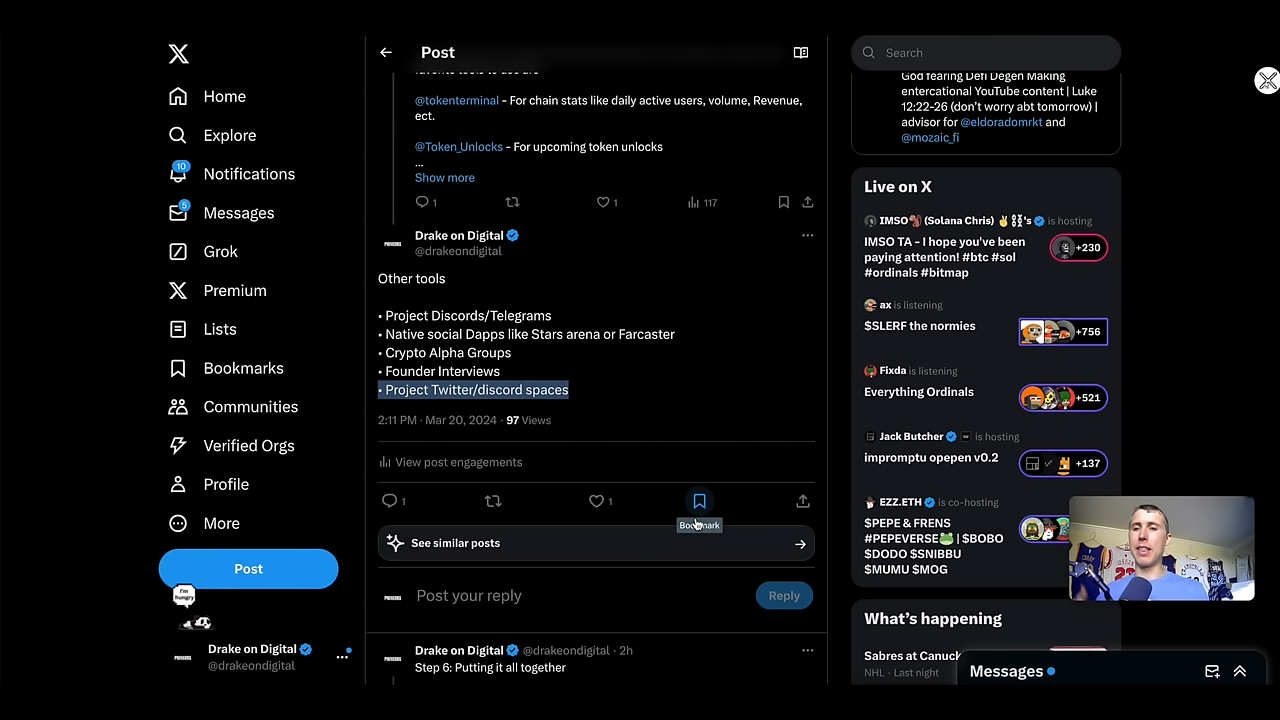 Home
Explore
10
Notifications
5
Messages
Grok
Premium
Lists
Bookmarks
Communities
Verified Orgs
Profile
More
Post
I'm
hungry
PROVERBS
Drake on Digital
@drakeondigital
Post
@tokenterminal - For chain stats like daily active users, volume, Revenue,
ect.
@Token_Unlocks - For upcoming token unlocks
...
Show more
1
1
117
Drake on Digital
@drakeondigital
Other tools
• Project Discords/Telegrams
• Native social Dapps like Stars arena or Farcaster
• Crypto Alpha Groups
• Founder Interviews
• Project Twitter/discord spaces
2:11 PM · Mar 20, 2024 · 97 Views
View post engagements
1
1
Bookmark
See similar posts
Post your reply
Reply
Drake on Digital @drakeondigital · 2h
Step 6: Putting it all together
Search
God fearing Defi Degen Making
entercational YouTube content | Luke
12:22-26 (don't worry abt tomorrow) |
advisor for @eldoradomrkt and
@mozaic_fi
Live on X
IMSO (Solana Chris) 's is hosting
IMSO TA - I hope you've been
paying attention! #btc #sol
#ordinals #bitmap
+230
ax is listening
$SLERF the normies
+756
Fixda is listening
Everything Ordinals
+521
Jack Butcher is hosting
impromptu opepen v0.2
+137
EZZ.ETH is co-hosting
$PEPE & FRENS
#PEPEVERSE | $BOBO
$DODO $SNIBBU
$MUMU $MOG
What's happening
Sabres at Canuck
NHL · Last night
Messages